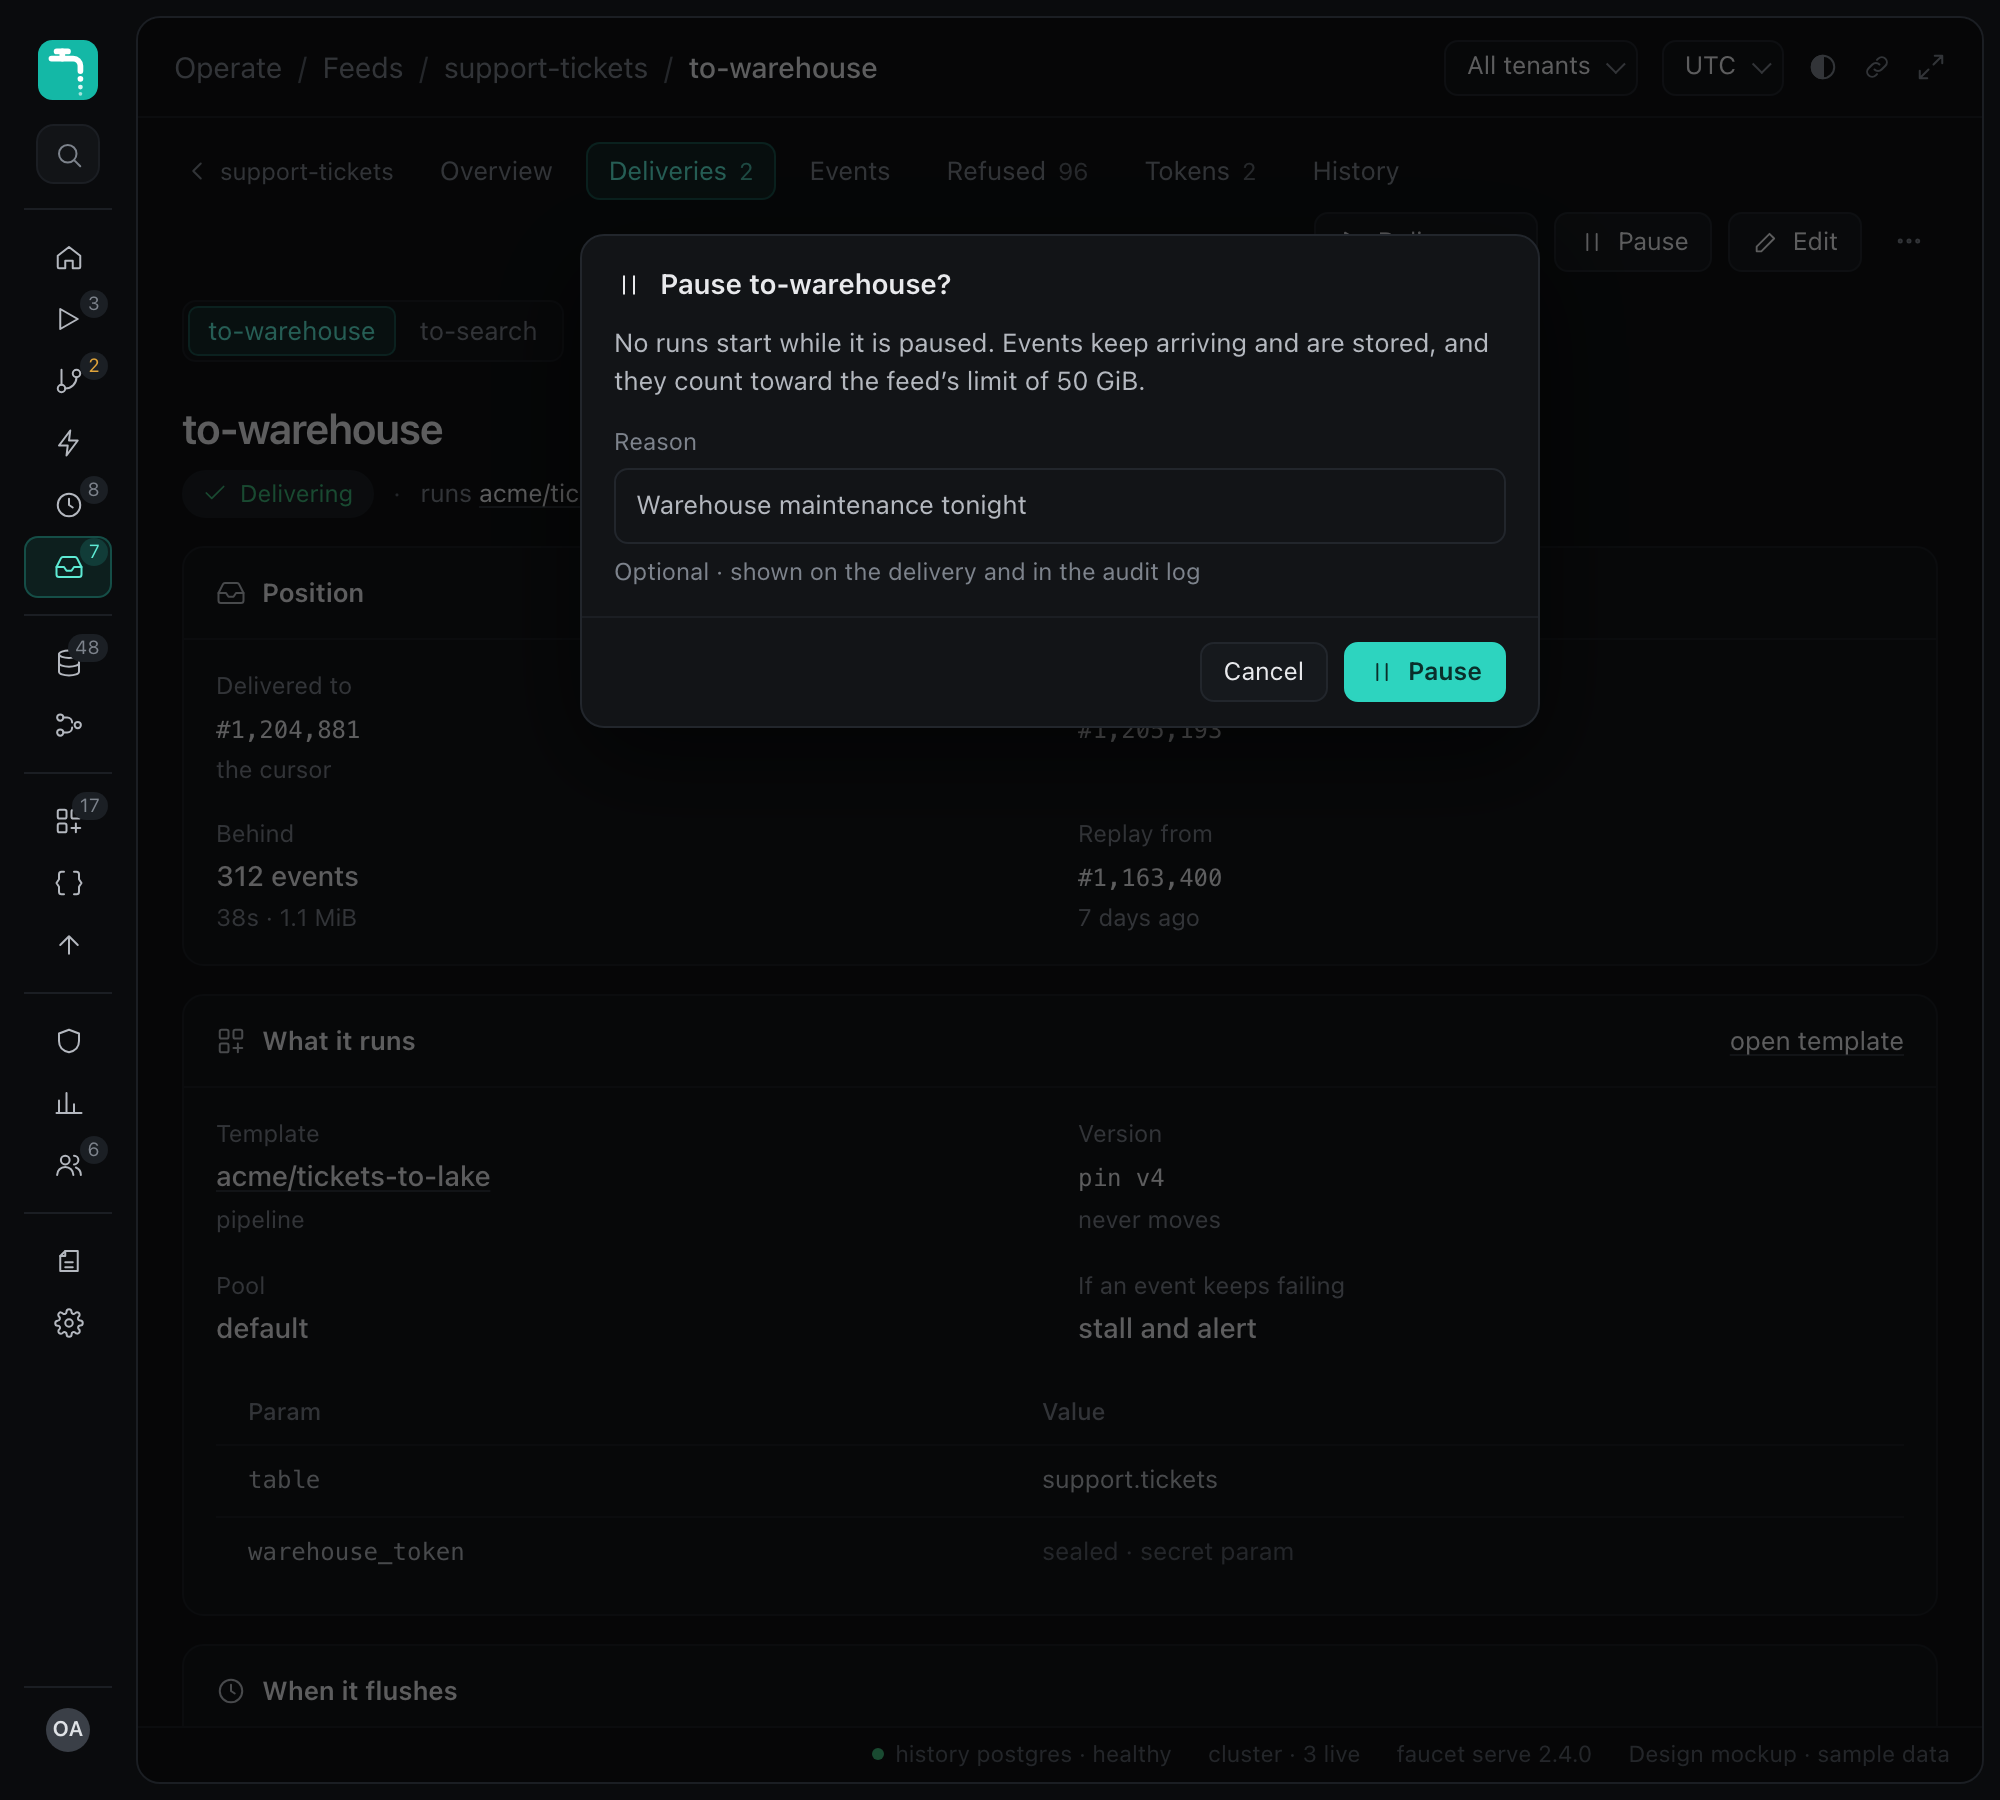 Operate / Feeds / support-tickets / to-warehouse
All tenants
UTC
support-tickets
Overview
Deliveries 2
Events
Refused 96
Tokens 2
History
Pause
Edit
3
2
8
7
48
17
6
OA
to-warehouse
to-search
to-warehouse
Delivering · runs acme/tic
Pause to-warehouse?
No runs start while it is paused. Events keep arriving and are stored, and
they count toward the feed’s limit of 50 GiB.
Reason
Warehouse maintenance tonight
Optional · shown on the delivery and in the audit log
Cancel
Pause
Position
Delivered to
#1,204,881
the cursor
#1,205,193
Behind
312 events
38s · 1.1 MiB
Replay from
#1,163,400
7 days ago
What it runs
open template
Template
acme/tickets-to-lake
pipeline
Version
pin v4
never moves
Pool
default
If an event keeps failing
stall and alert
Param Value
table support.tickets
warehouse_token sealed · secret param
When it flushes
history postgres · healthy
cluster · 3 live
faucet serve 2.4.0
Design mockup · sample data